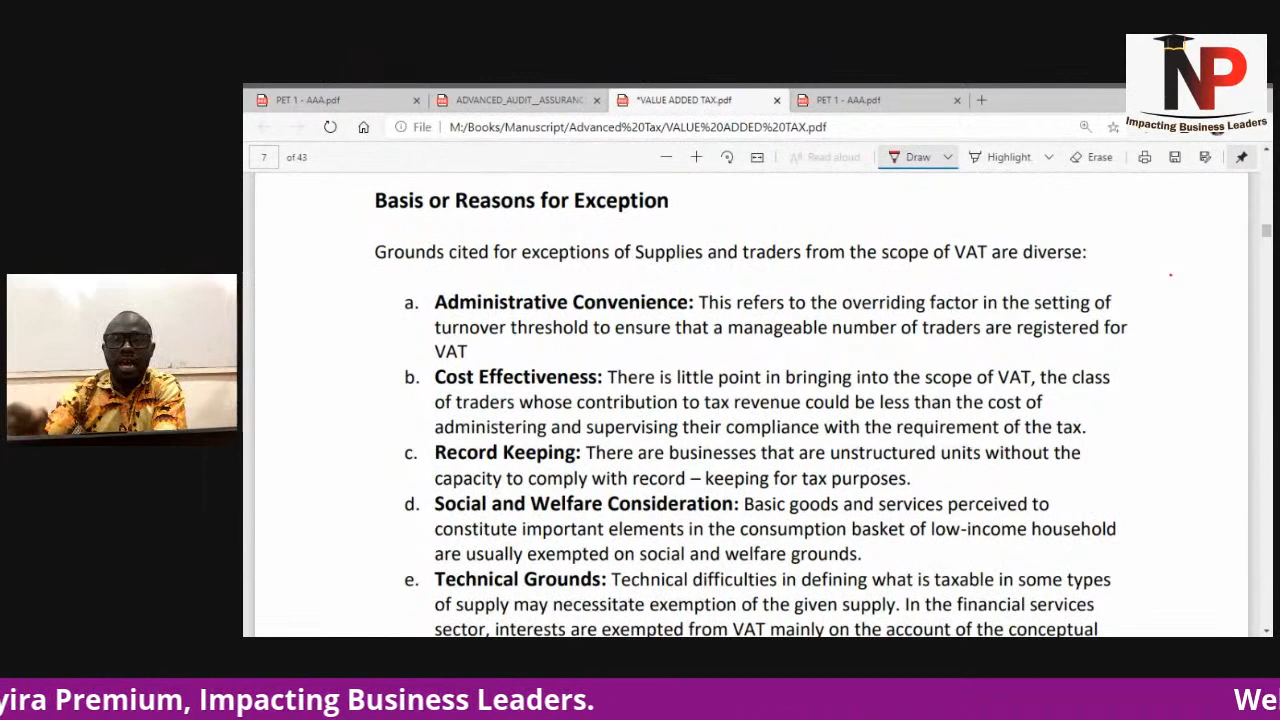 NP
Impacting Business Leaders
PET 1 - AAA.pdf
ADVANCED_AUDIT_ASSURANC
*VALUE ADDED TAX.pdf
PET 1 - AAA.pdf
File
M:/Books/Manuscript/Advanced%20Tax/VALUE%20ADDED%20TAX.pdf
7 of 43
Read aloud
Draw
Highlight
Erase
Basis or Reasons for Exception
Grounds cited for exceptions of Supplies and traders from the scope of VAT are diverse:
a. Administrative Convenience: This refers to the overriding factor in the setting of
turnover threshold to ensure that a manageable number of traders are registered for
VAT
b. Cost Effectiveness: There is little point in bringing into the scope of VAT, the class
of traders whose contribution to tax revenue could be less than the cost of
administering and supervising their compliance with the requirement of the tax.
c. Record Keeping: There are businesses that are unstructured units without the
capacity to comply with record – keeping for tax purposes.
d. Social and Welfare Consideration: Basic goods and services perceived to
constitute important elements in the consumption basket of low-income household
are usually exempted on social and welfare grounds.
e. Technical Grounds: Technical difficulties in defining what is taxable in some types
of supply may necessitate exemption of the given supply. In the financial services
sector, interests are exempted from VAT mainly on the account of the conceptual
yira Premium, Impacting Business Leaders.
Wel